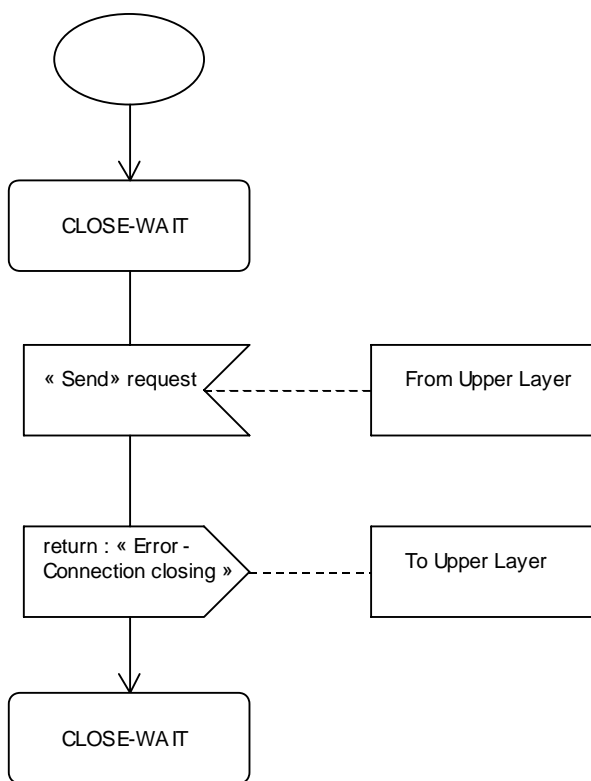 CLOSE-WAIT
« Send» request
From Upper Layer
return : « Error -
Connection closing »
To Upper Layer
CLOSE-WAIT